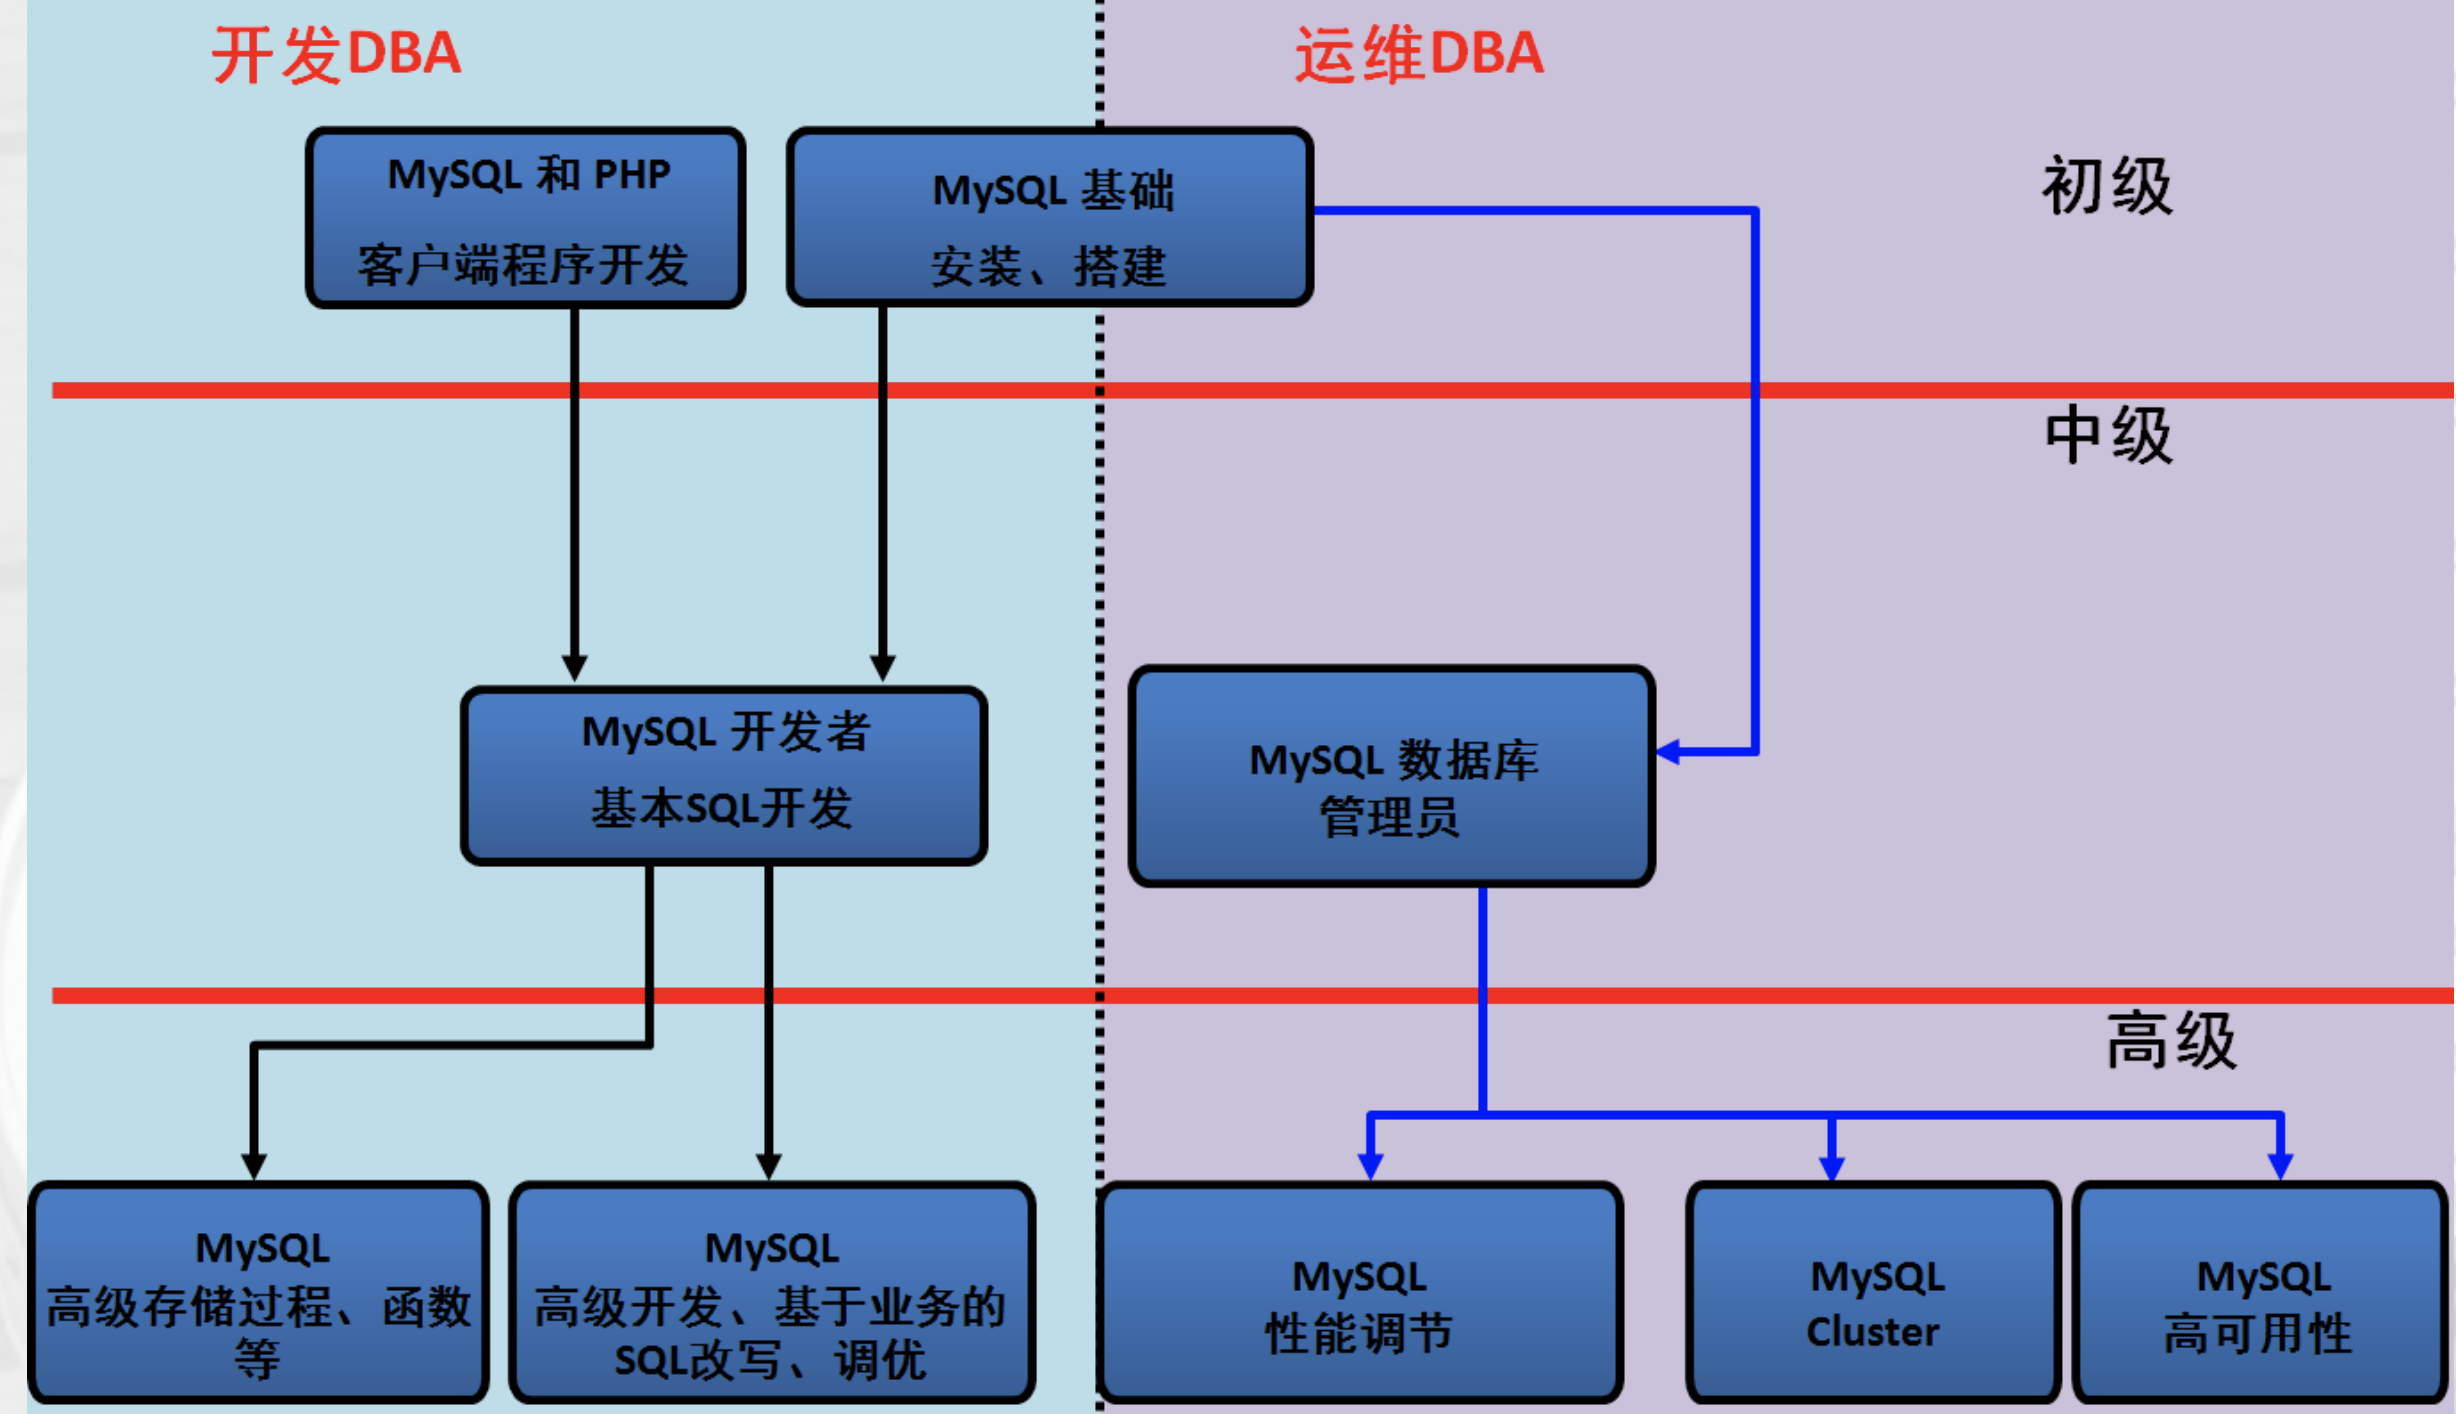 开发DBA
运维DBA
MySQL 和 PHP
客户端程序开发
MySQL 基础
安装、搭建
初级
中级
MySQL 开发者
基本SQL开发
MySQL 数据库
管理员
高级
MySQL
高级存储过程、函数
等
MySQL
高级开发、基于业务的
SQL改写、调优
MySQL
性能调节
MySQL
Cluster
MySQL
高可用性